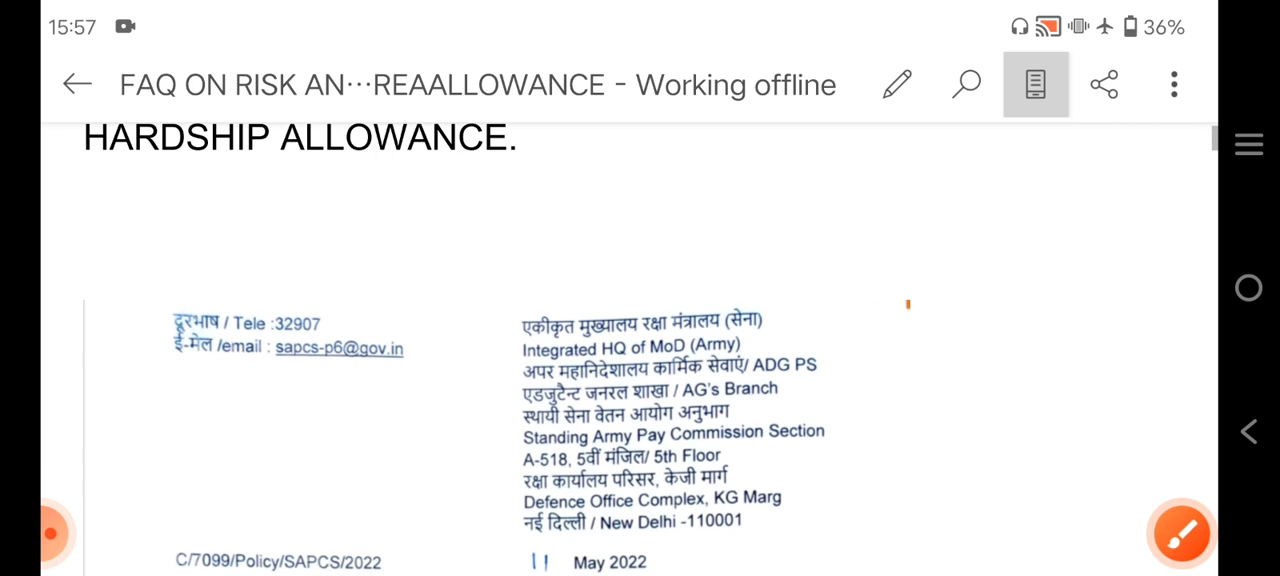 15:57
36%
FAQ ON RISK AN···REAALLOWANCE - Working offline
HARDSHIP ALLOWANCE.
दूरभाष / Tele :32907
ई-मेल /email : sapcs-p6@gov.in
एकीकृत मुख्यालय रक्षा मंत्रालय (सेना)
Integrated HQ of MoD (Army)
अपर महानिदेशालय कार्मिक सेवाएं/ ADG PS
एडजुटैन्ट जनरल शाखा / AG's Branch
स्थायी सेना वेतन आयोग अनुभाग
Standing Army Pay Commission Section
A-518, 5वीं मंजिल/ 5th Floor
रक्षा कार्यालय परिसर, केजी मार्ग
Defence Office Complex, KG Marg
नई दिल्ली / New Delhi -110001
C/7099/Policy/SAPCS/2022
11 May 2022